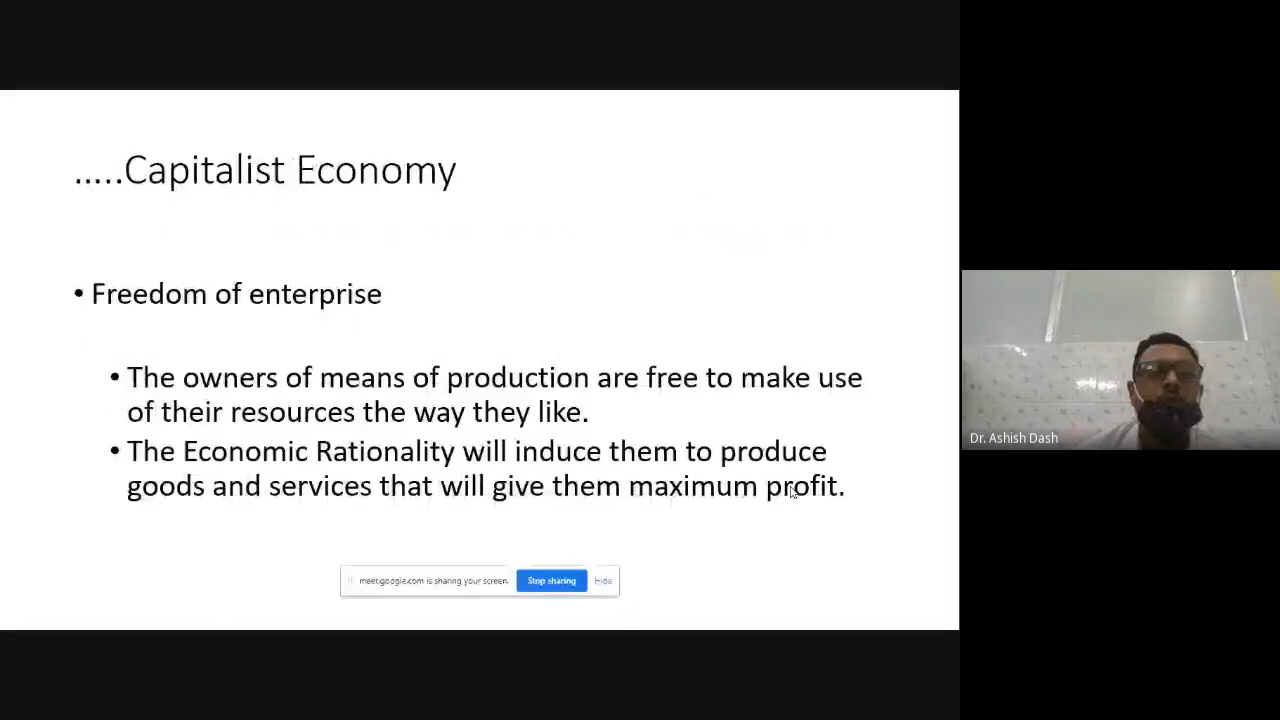 .....Capitalist Economy
• Freedom of enterprise
• The owners of means of production are free to make use
of their resources the way they like.
• The Economic Rationality will induce them to produce
goods and services that will give them maximum profit.
meet.google.com is sharing your screen.
Stop sharing
Hide
Dr. Ashish Dash